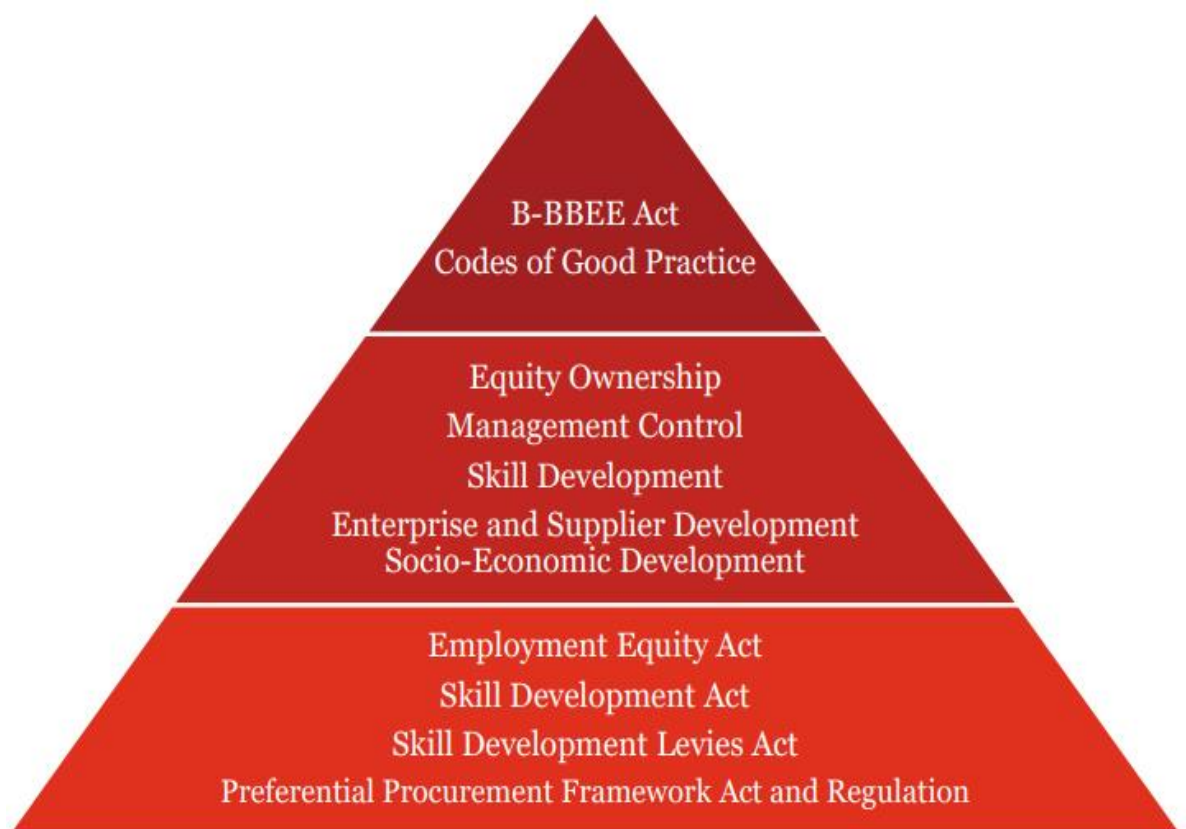 B-BBEE Act
Codes of Good Practice
Equity Ownership
Management Control
Skill Development
Enterprise and Supplier Development
Socio-Economic Development
Employment Equity Act
Skill Development Act
Skill Development Levies Act
Preferential Procurement Framework Act and Regulation